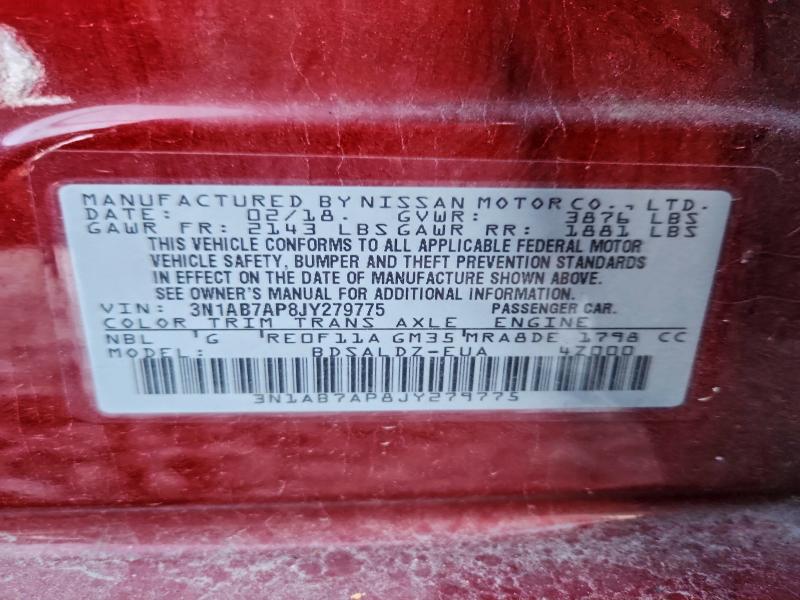 MANUFACTURED BY NISSAN MOTOR CO., LTD.
DATE: 02/18. GVWR: 3876 LBS
GAWR FR: 2143 LBS GAWR RR: 1881 LBS
THIS VEHICLE CONFORMS TO ALL APPLICABLE FEDERAL MOTOR
VEHICLE SAFETY, BUMPER AND THEFT PREVENTION STANDARDS
IN EFFECT ON THE DATE OF MANUFACTURE SHOWN ABOVE.
SEE OWNER'S MANUAL FOR ADDITIONAL INFORMATION.
VIN: 3N1AB7AP8JY279775 PASSENGER CAR.
COLOR TRIM TRANS AXLE ENGINE
NBL G RE0F11A GM35 MRA8DE 1798 CC
MODEL: BDSALDZ-EUA 4Z000
3N1AB7AP8JY279775